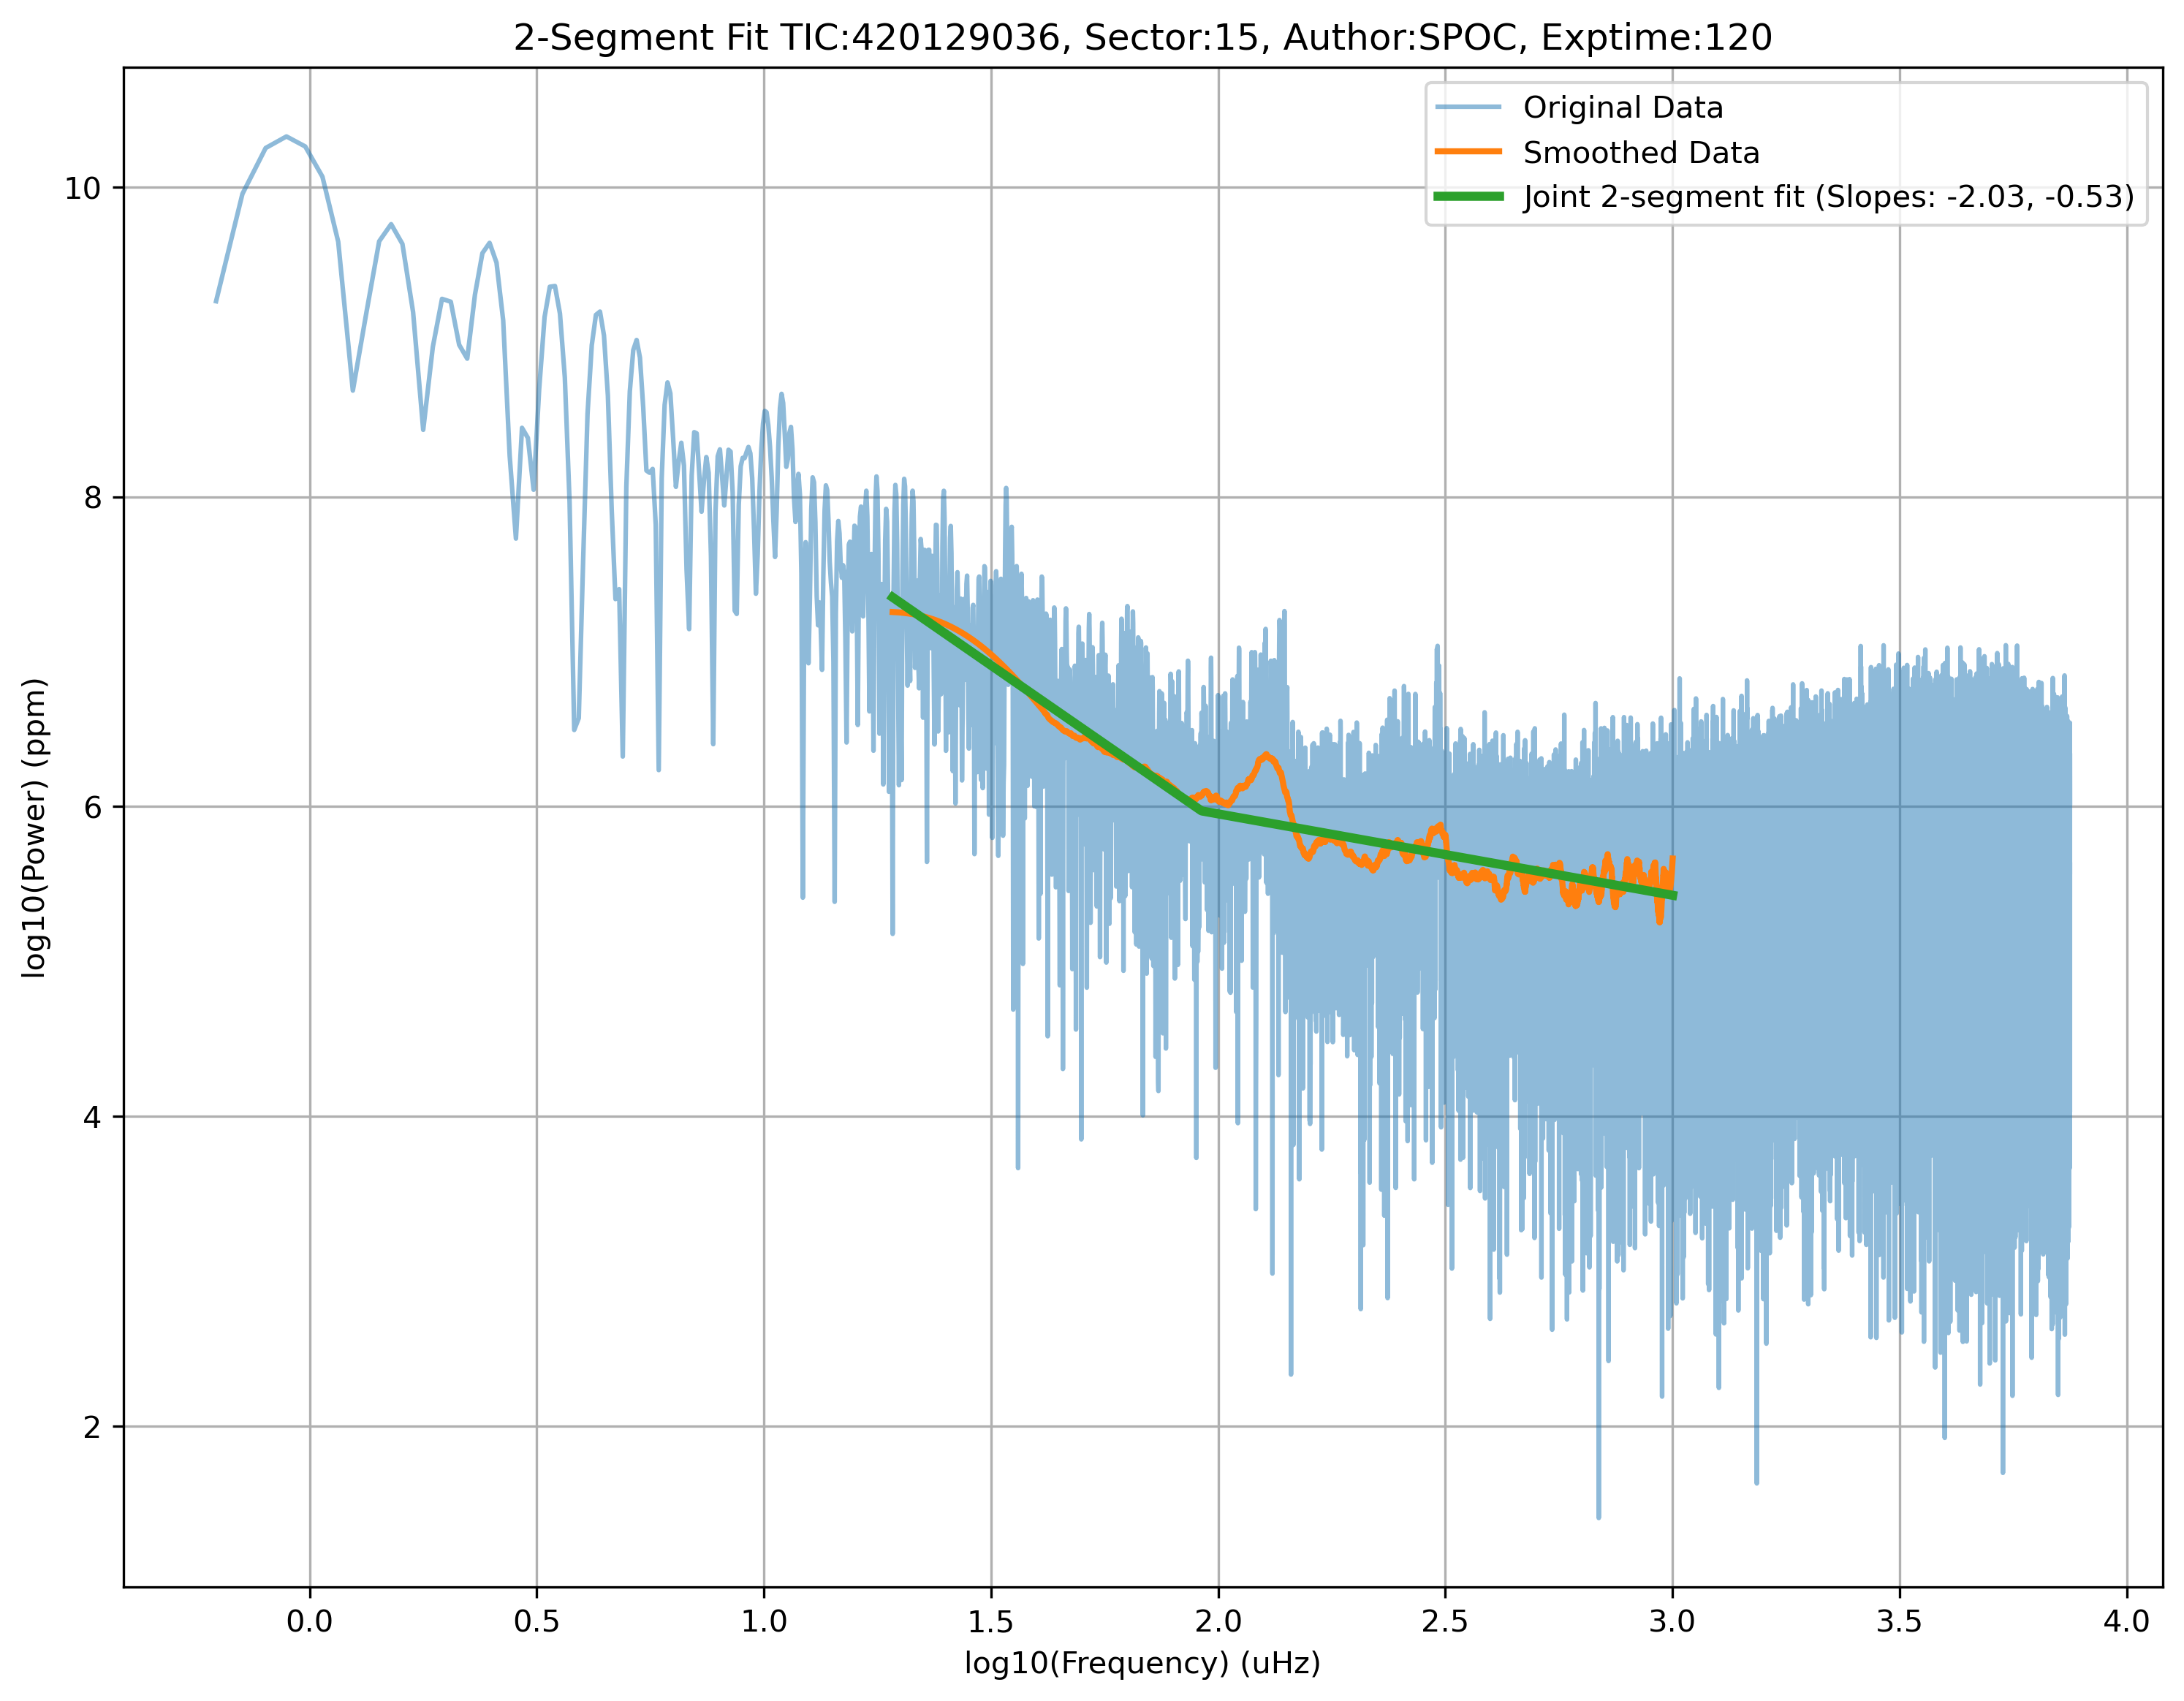 2-Segment Fit TIC:420129036, Sector:15, Author:SPOC, Exptime:120
Original Data
Smoothed Data
Joint 2-segment fit (Slopes: -2.03, -0.53)
log10(Power) (ppm)
10
8
6
4
2
0.0 0.5 1.0 1.5 2.0 2.5 3.0 3.5 4.0
log10(Frequency) (uHz)